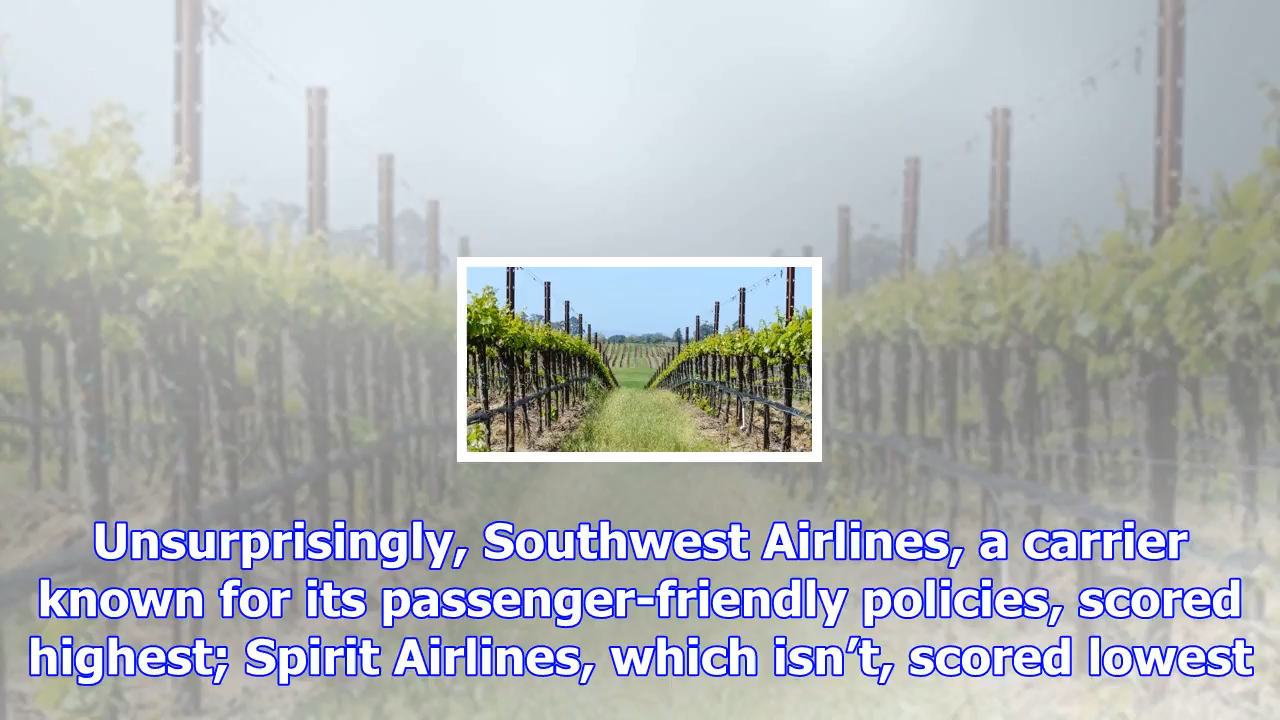 Unsurprisingly, Southwest Airlines, a carrier
known for its passenger-friendly policies, scored
highest; Spirit Airlines, which isn’t, scored lowest